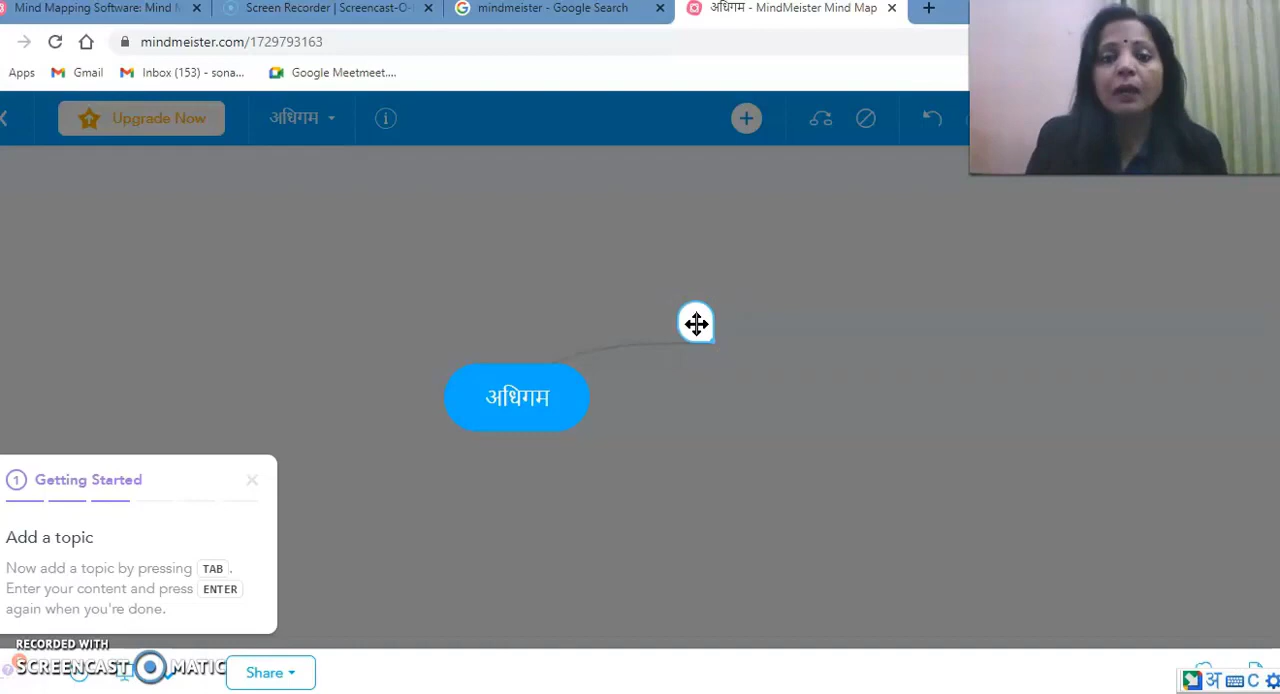 Mind Mapping Software: Mind M
Screen Recorder | Screencast-O-
mindmeister - Google Search
अधिगम - MindMeister Mind Map
mindmeister.com/1729793163
Apps
Gmail
Inbox (153) - sona...
Google Meetmeet....
Upgrade Now
अधिगम
अधिगम
1 Getting Started
Add a topic
Now add a topic by pressing TAB.
Enter your content and press ENTER
again when you're done.
RECORDED WITH
SCREENCAST MATIC
Share
अ C